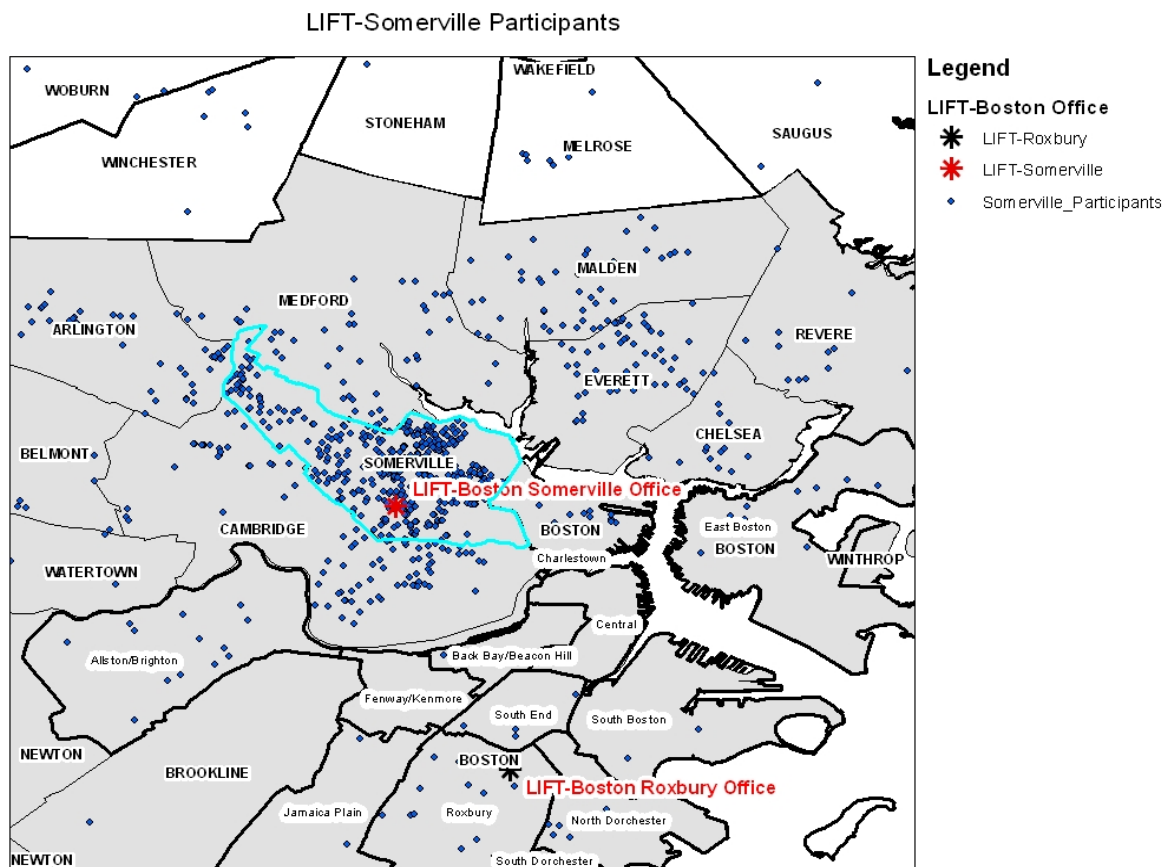 LIFT-Somerville Participants
Legend
LIFT-Boston Office
LIFT-Roxbury
LIFT-Somerville
Somerville_Participants
WAKEFIELD
WOBURN
STONEHAM
SAUGUS
MELROSE
WINCHESTER
MALDEN
MEDFORD
ARLINGTON
REVERE
EVERETT
CHELSEA
BELMONT
SOMERVILLE
LIFT-Boston Somerville Office
CAMBRIDGE
BOSTON
East Boston
BOSTON
Charlestown
WINTHROP
WATERTOWN
Central
Allston/Brighton
Back Bay/Beacon Hill
Fenway/Kenmore
South End
South Boston
NEWTON
BOSTON
BROOKLINE
LIFT-Boston Roxbury Office
Jamaica Plain
Roxbury
North Dorchester
NEWTON
South Dorchester